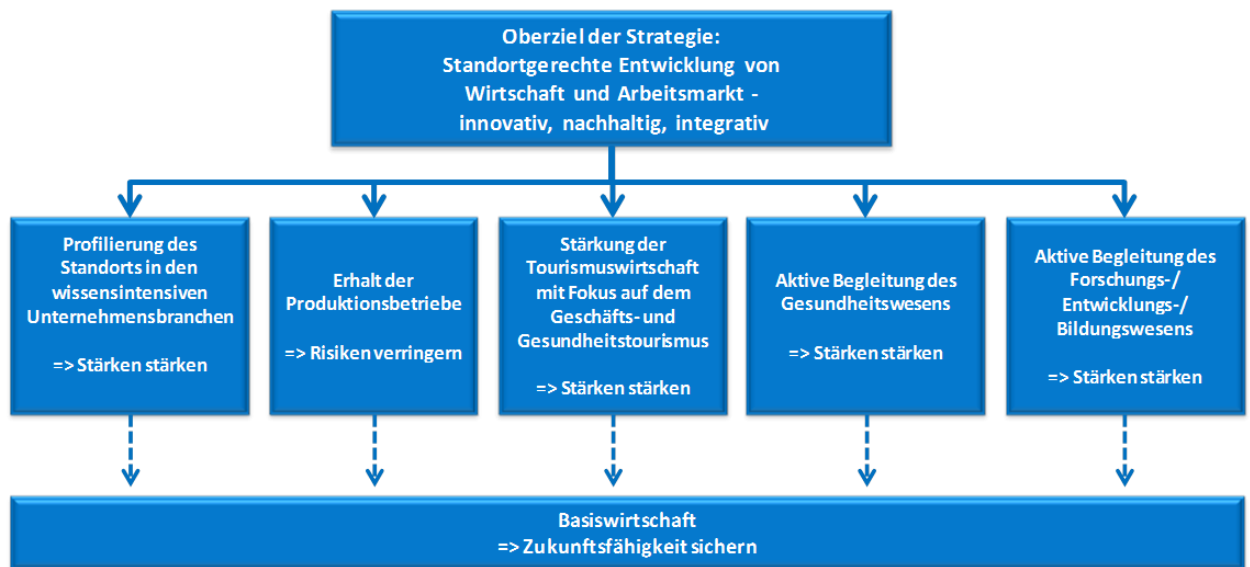 Oberziel der Strategie:
Standortgerechte Entwicklung von
Wirtschaft und Arbeitsmarkt -
innovativ, nachhaltig, integrativ
Profilierung des
Standorts in den
wissensintensiven
Unternehmensbranchen
=> Stärken stärken
Erhalt der
Produktionsbetriebe
=> Risiken verringern
Stärkung der
Tourismuswirtschaft
mit Fokus auf dem
Geschäfts- und
Gesundheitstourismus
=> Stärken stärken
Aktive Begleitung des
Gesundheitswesens
=> Stärken stärken
Aktive Begleitung des
Forschungs-/
Entwicklungs-/
Bildungswesens
=> Stärken stärken
Basiswirtschaft
=> Zukunftsfähigkeit sichern